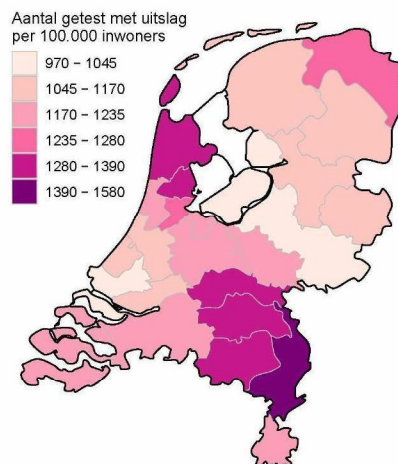 Aantal getest met uitslag
per 100.000 inwoners
970 – 1045
1045 – 1170
1170 – 1235
1235 – 1280
1280 – 1390
1390 – 1580